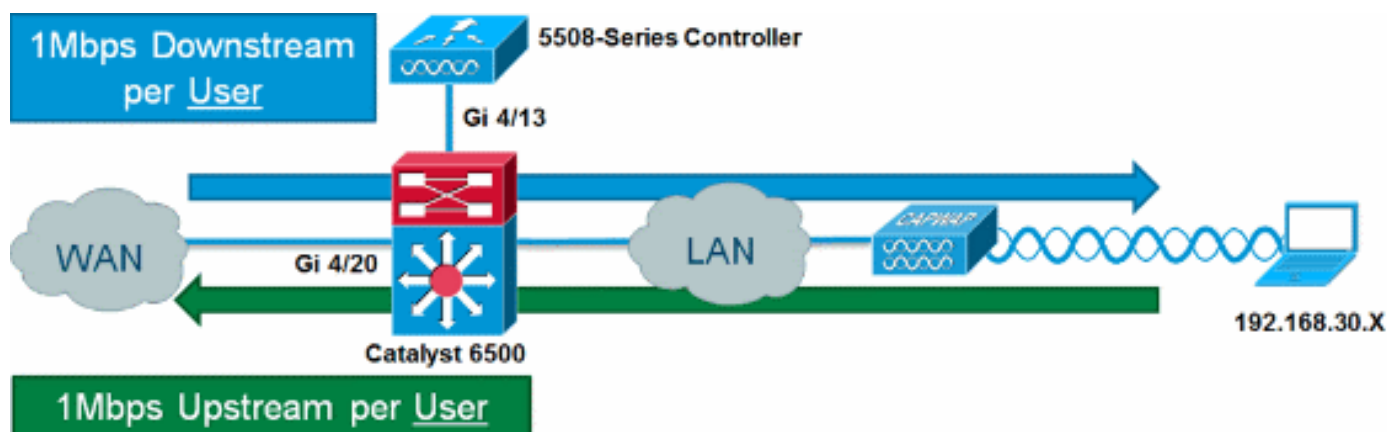 1Mbps Downstream
per User
5508-Series Controller
Gi 4/13
WAN
Gi 4/20
LAN
CAPWAP
192.168.30.X
Catalyst 6500
1Mbps Upstream per User